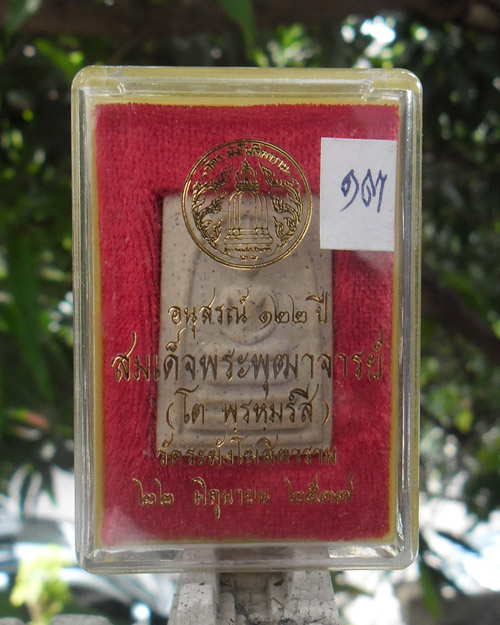 ๑๗
อนุสรณ์ ๑๒๒ ปี
สมเด็จพระพุฒาจารย์
(โต พรหมรังสี)
วัดระฆังโฆสิตาราม
๒๒ มิถุนายน ๒๕๓๗